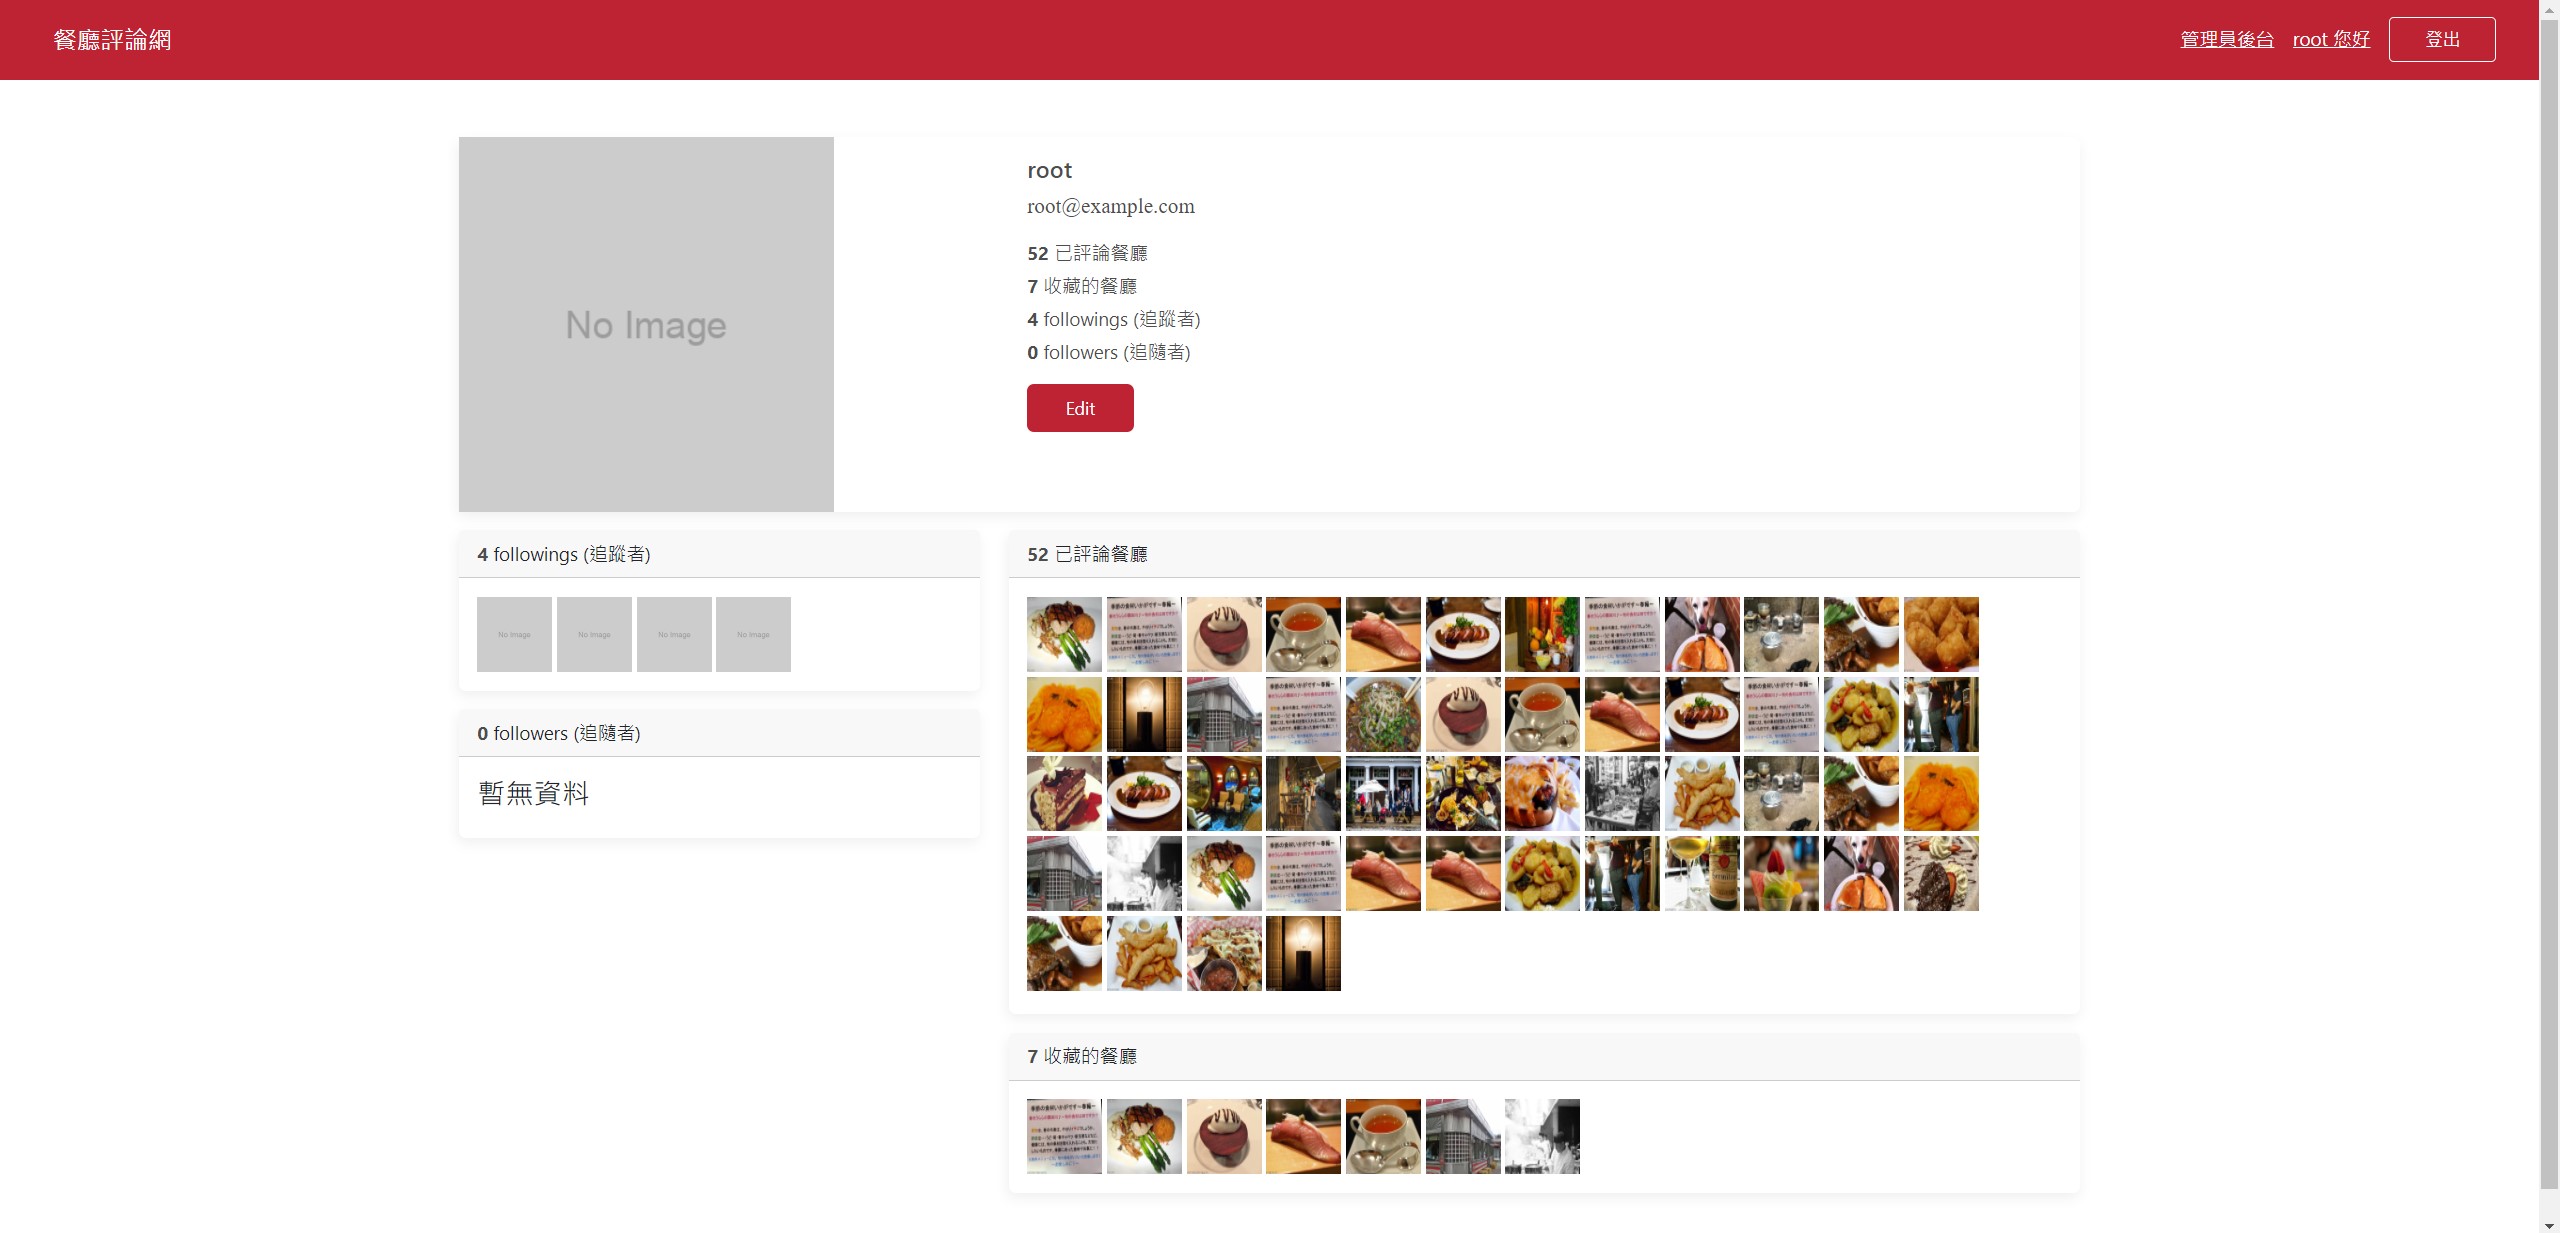 餐廳評論網
管理員後台 root 您好 登出
No Image
root
root@example.com
52 已評論餐廳
7 收藏的餐廳
4 followings (追蹤者)
0 followers (追隨者)
Edit
4 followings (追蹤者)
No Image No Image No Image No Image
0 followers (追隨者)
暫無資料
52 已評論餐廳
7 收藏的餐廳